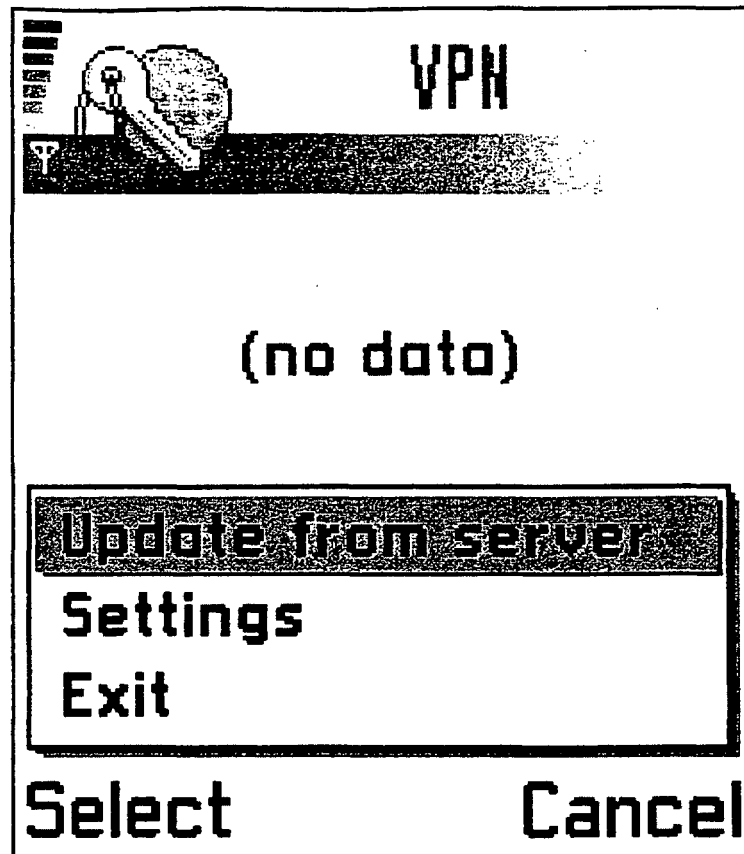 VPN
(no data)
Update from server
Settings
Exit
Select Cancel